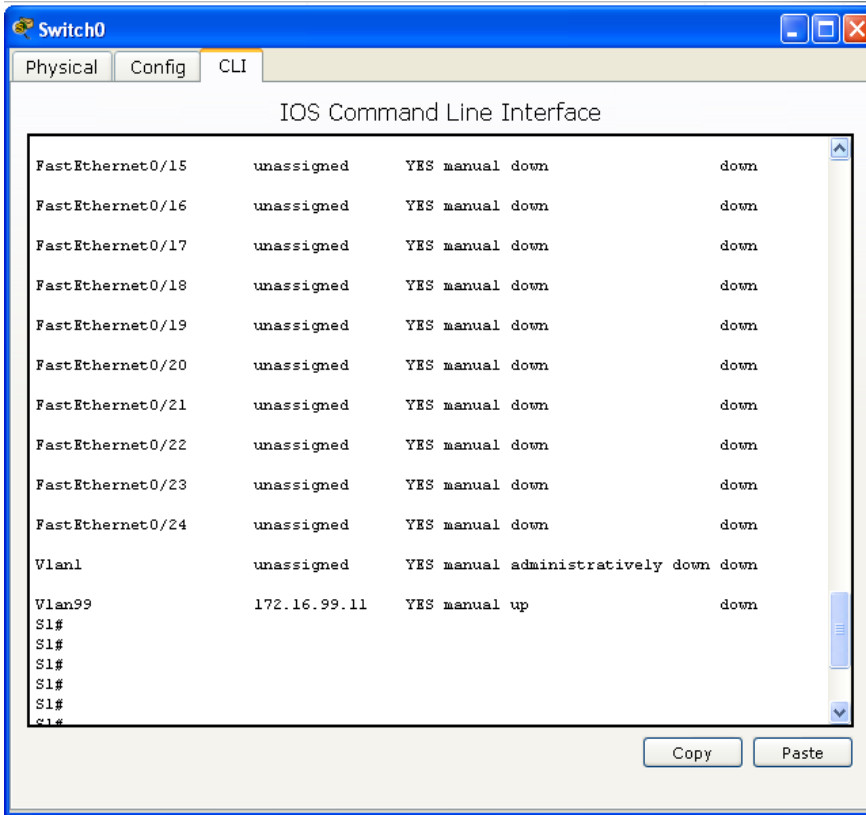 Switch0
Physical Config CLI
IOS Command Line Interface
FastEthernet0/15 unassigned YES manual down down
FastEthernet0/16 unassigned YES manual down down
FastEthernet0/17 unassigned YES manual down down
FastEthernet0/18 unassigned YES manual down down
FastEthernet0/19 unassigned YES manual down down
FastEthernet0/20 unassigned YES manual down down
FastEthernet0/21 unassigned YES manual down down
FastEthernet0/22 unassigned YES manual down down
FastEthernet0/23 unassigned YES manual down down
FastEthernet0/24 unassigned YES manual down down
Vlan1 unassigned YES manual administratively down down
Vlan99 172.16.99.11 YES manual up down
S1#
S1#
S1#
S1#
S1#
S1#
Copy Paste